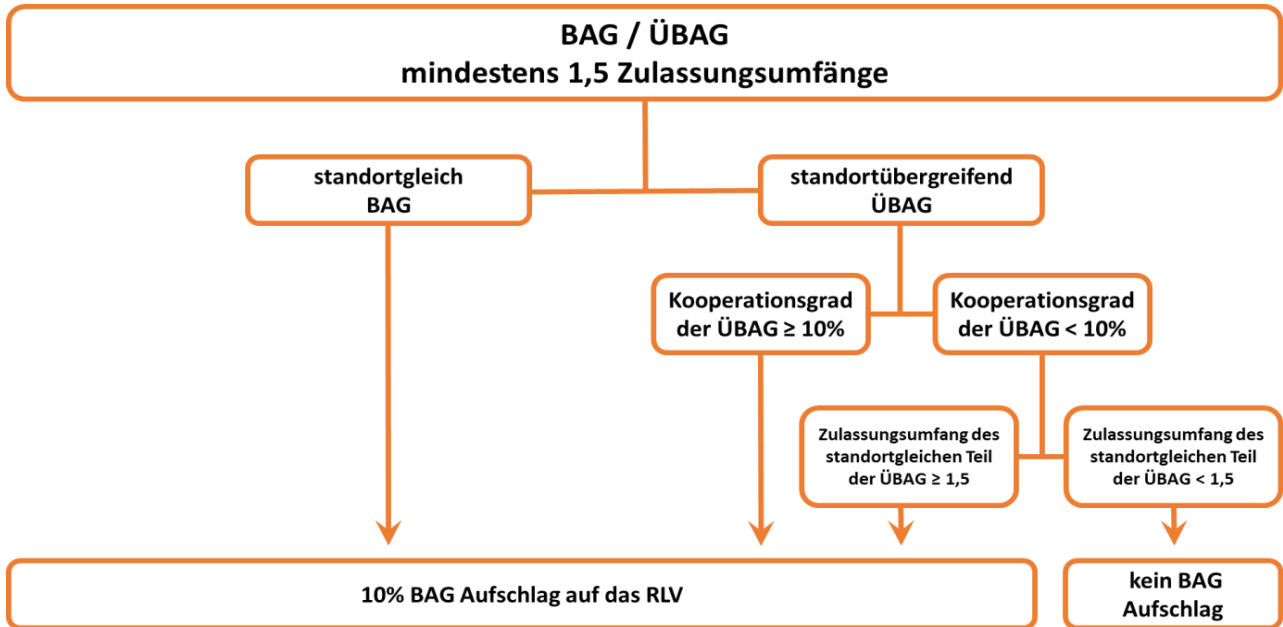 BAG / ÜBAG
mindestens 1,5 Zulassungsumfänge
standortgleich
BAG
standortübergreifend
ÜBAG
Kooperationsgrad
der ÜBAG ≥ 10%
Kooperationsgrad
der ÜBAG < 10%
Zulassungsumfang des
standortgleichen Teil
der ÜBAG ≥ 1,5
Zulassungsumfang des
standortgleichen Teil
der ÜBAG < 1,5
10% BAG Aufschlag auf das RLV
kein BAG
Aufschlag